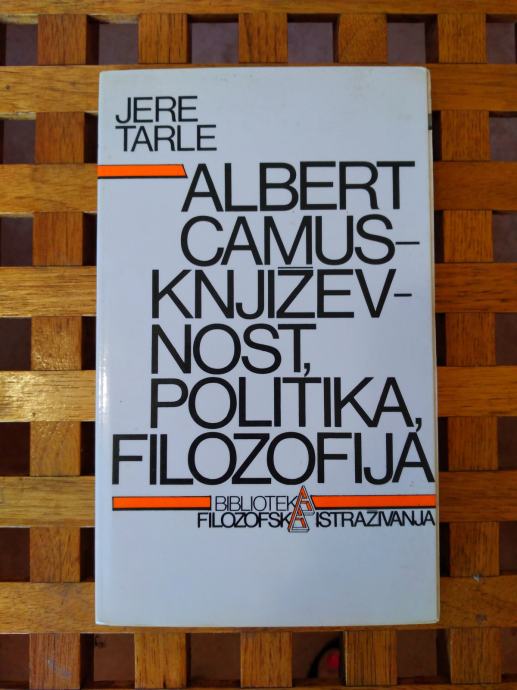 JERE
TARLE
ALBERT
CAMUS-
KNJIŽEV-
NOST,
POLITIKA,
FILOZOFIJA
BIBLIOTEKA
FILOZOFSKA ISTRAŽIVANJA